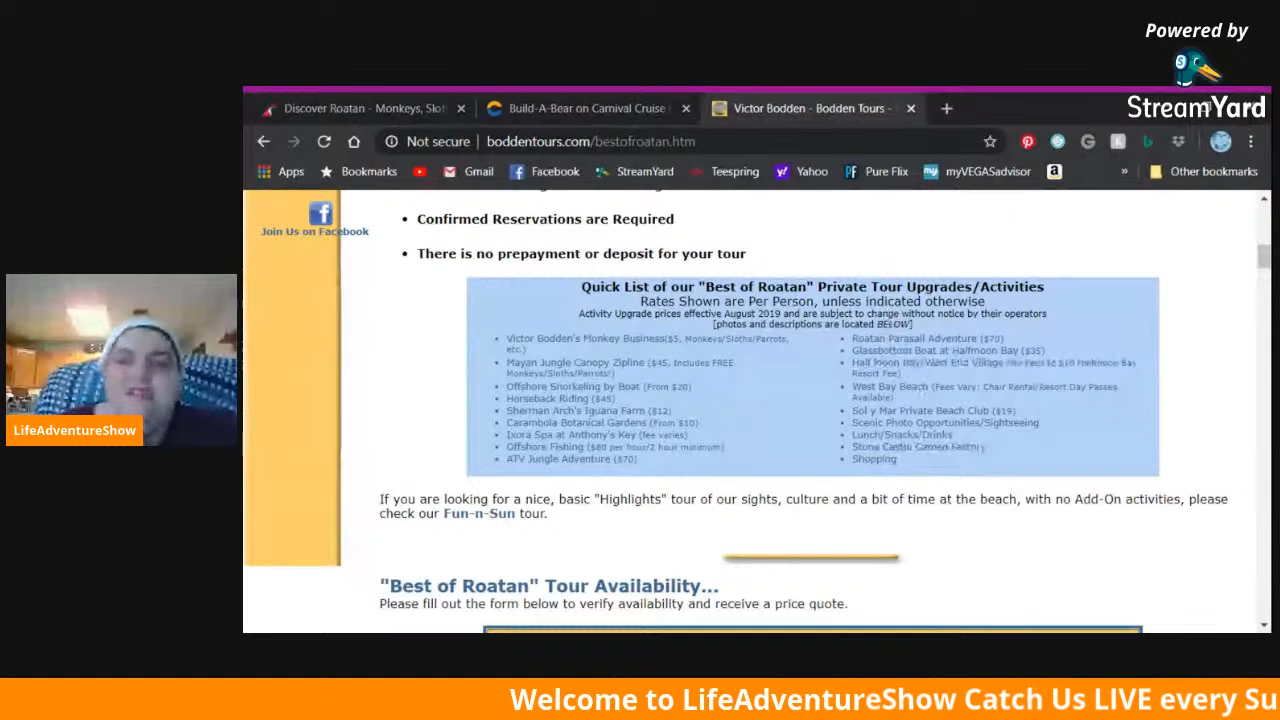 Powered by
StreamYard
Discover Roatan - Monkeys, Slot
Build-A-Bear on Carnival Cruise
Victor Bodden - Bodden Tours -
Not secure
boddentours.com/bestofroatan.htm
Apps
Bookmarks
Gmail
Facebook
StreamYard
Teespring
Yahoo
Pure Flix
myVEGASadvisor
»
Other bookmarks
Join Us on Facebook
• Confirmed Reservations are Required
• There is no prepayment or deposit for your tour
Quick List of our "Best of Roatan" Private Tour Upgrades/Activities
Rates Shown are Per Person, unless indicated otherwise
Activity Upgrade prices effective August 2019 and are subject to change without notice by their operators
[photos and descriptions are located BELOW]
• Victor Bodden's Monkey Business($5, Monkeys/Sloths/Parrots,
etc.)
• Mayan Jungle Canopy Zipline ($45, Includes FREE
Monkeys/Sloths/Parrots!)
• Offshore Snorkeling by Boat (From $20)
• Horseback Riding ($45)
• Sherman Arch's Iguana Farm ($12)
• Carambola Botanical Gardens (From $10)
• Ixora Spa at Anthony's Key (fee varies)
• Offshore Fishing ($80 per hour/2 hour minimum)
• ATV Jungle Adventure ($70)
• Roatan Parasail Adventure ($70)
• Glassbottom Boat at Halfmoon Bay ($35)
• Half Moon Bay/West End Village
Resort Fee)
• West Bay Beach (Fees Vary: Chair Rental/Resort Day Passes
Available)
• Sol y Mar Private Beach Club ($19)
• Scenic Photo Opportunities/Sightseeing
• Lunch/Snacks/Drinks
• Stone Castle Cameo Factory
• Shopping
If you are looking for a nice, basic "Highlights" tour of our sights, culture and a bit of time at the beach, with no Add-On activities, please
check our Fun-n-Sun tour.
"Best of Roatan" Tour Availability...
Please fill out the form below to verify availability and receive a price quote.
LifeAdventureShow
Welcome to LifeAdventureShow Catch Us LIVE every Su